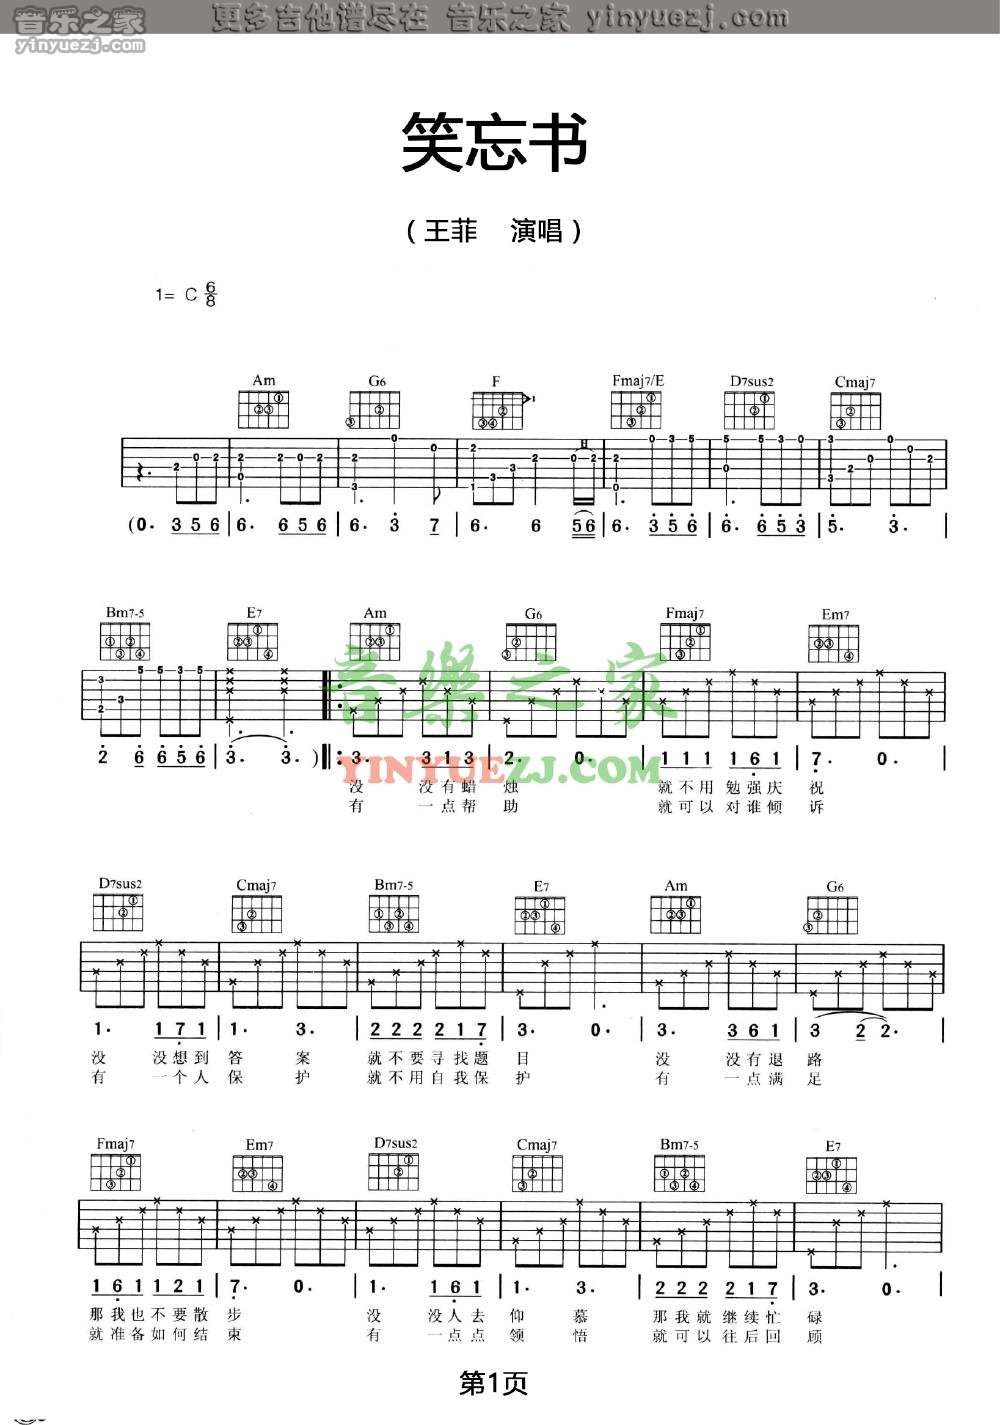 音乐之家
yinyuezj.com
更多吉他谱尽在 音乐之家 yinyuezj.com
笑忘书
（王菲 演唱）
1= C 6/8
Am G6 F Fmaj7/E D7sus2 Cmaj7
(0. 3 5 6 | 6. 6 5 6 | 6. 3 7 | 6. 6 5 6 | 6. 3 5 6 | 6. 6 5 3 | 5. 3. |
Bm7-5 E7 Am G6 Fmaj7 Em7
2 6 6 5 6 | 3. 3. ) 3. 3 1 3 | 2. 0. | 1 1 1 1 6 1 | 7. 0. |
没 没有蜡 烛 就不用勉强庆 祝
有 一点帮 助 就可以对谁倾 诉
音樂之家
YINYUEZJ.COM
D7sus2 Cmaj7 Bm7-5 E7 Am G6
1. 1 7 1 | 1. 3. | 2 2 2 2 1 7 | 3. 0. | 3. 3 6 1 | 3 2 2. |
没 没想到 答 案 就不要寻找题 目 没 没有退 路
有 一个人 保 护 就不用自我保 护 有 一点满 足
Fmaj7 Em7 D7sus2 Cmaj7 Bm7-5 E7
1 6 1 1 2 1 | 7. 0. | 1. 1 6 1 | 1. 3. | 2 2 2 2 1 7 | 3. 0.
那我也不要散 步 没 没人去 仰 慕 那我就继续忙 碌
就准备如何结 束 有 一点点 领 悟 就可以往后回 顾
第1页